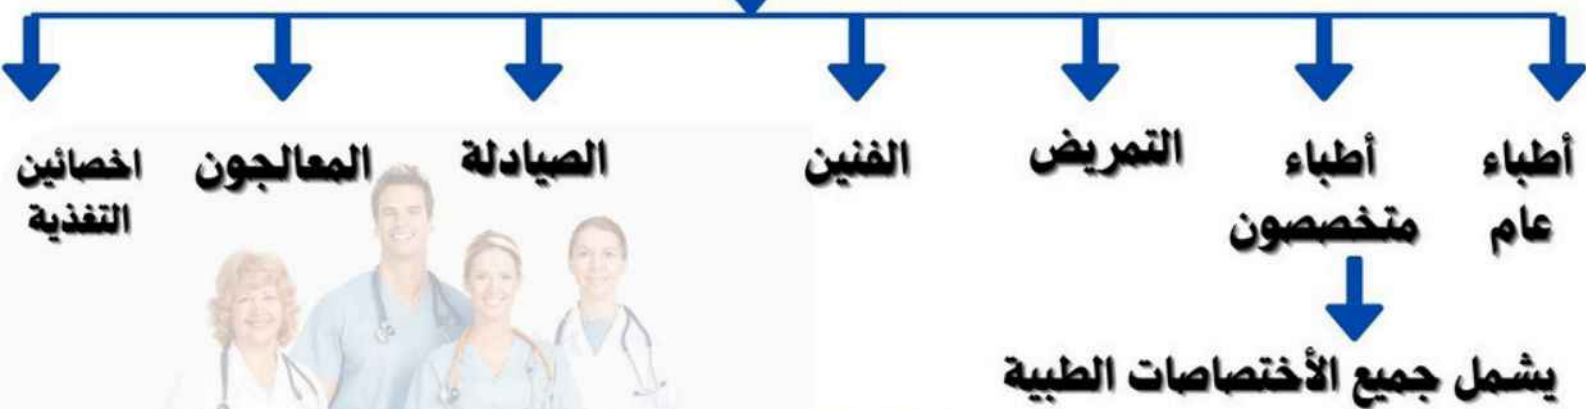 أطباء
عام
أطباء
متخصصون
التمريض
الفنين
الصيادلة
المعالجون
اخصائين
التغذية
يشمل جميع الأختصاصات الطبية